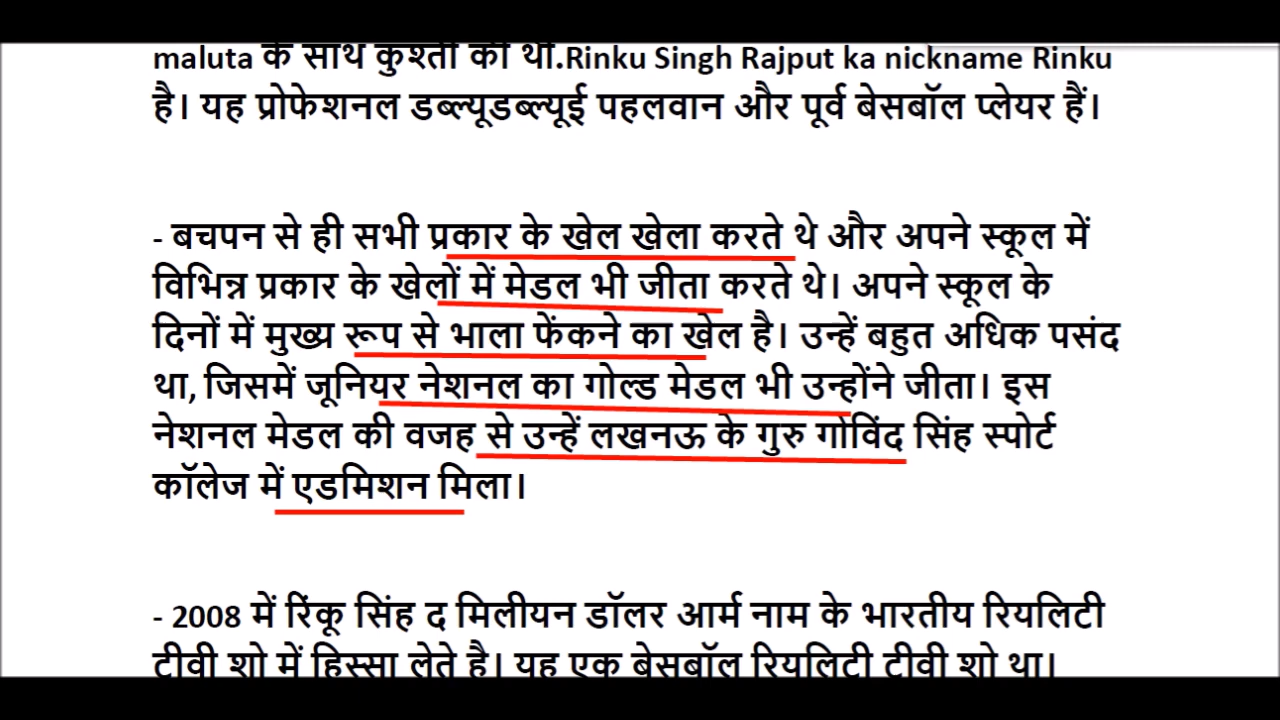 maluta के साथ कुश्ती की थी.Rinku Singh Rajput ka nickname Rinku
है। यह प्रोफेशनल डब्ल्यूडब्ल्यूई पहलवान और पूर्व बेसबॉल प्लेयर हैं।
- बचपन से ही सभी प्रकार के खेल खेला करते थे और अपने स्कूल में
विभिन्न प्रकार के खेलों में मेडल भी जीता करते थे। अपने स्कूल के
दिनों में मुख्य रूप से भाला फेंकने का खेल है। उन्हें बहुत अधिक पसंद
था, जिसमें जूनियर नेशनल का गोल्ड मेडल भी उन्होंने जीता। इस
नेशनल मेडल की वजह से उन्हें लखनऊ के गुरु गोविंद सिंह स्पोर्ट
कॉलेज में एडमिशन मिला।
- 2008 में रिंकू सिंह द मिलीयन डॉलर आर्म नाम के भारतीय रियलिटी
टीवी शो में हिस्सा लेते है। यह एक बेसबॉल रियलिटी टीवी शो था।